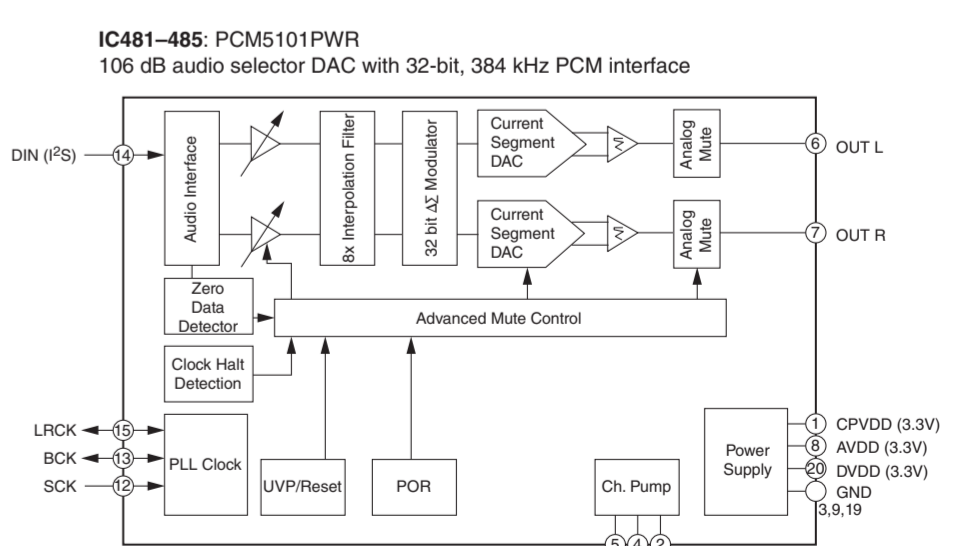 IC481–485: PCM5101PWR
106 dB audio selector DAC with 32-bit, 384 kHz PCM interface
DIN (I²S)
14
Audio Interface
8x Interpolation Filter
32 bit ΔΣ Modulator
Current
Segment
DAC
Analog
Mute
6
OUT L
Current
Segment
DAC
Analog
Mute
7
OUT R
Zero
Data
Detector
Advanced Mute Control
Clock Halt
Detection
LRCK
15
BCK
13
SCK
12
PLL Clock
UVP/Reset
POR
Ch. Pump
5
4
2
Power
Supply
1
CPVDD (3.3V)
8
AVDD (3.3V)
20
DVDD (3.3V)
GND
3,9,19